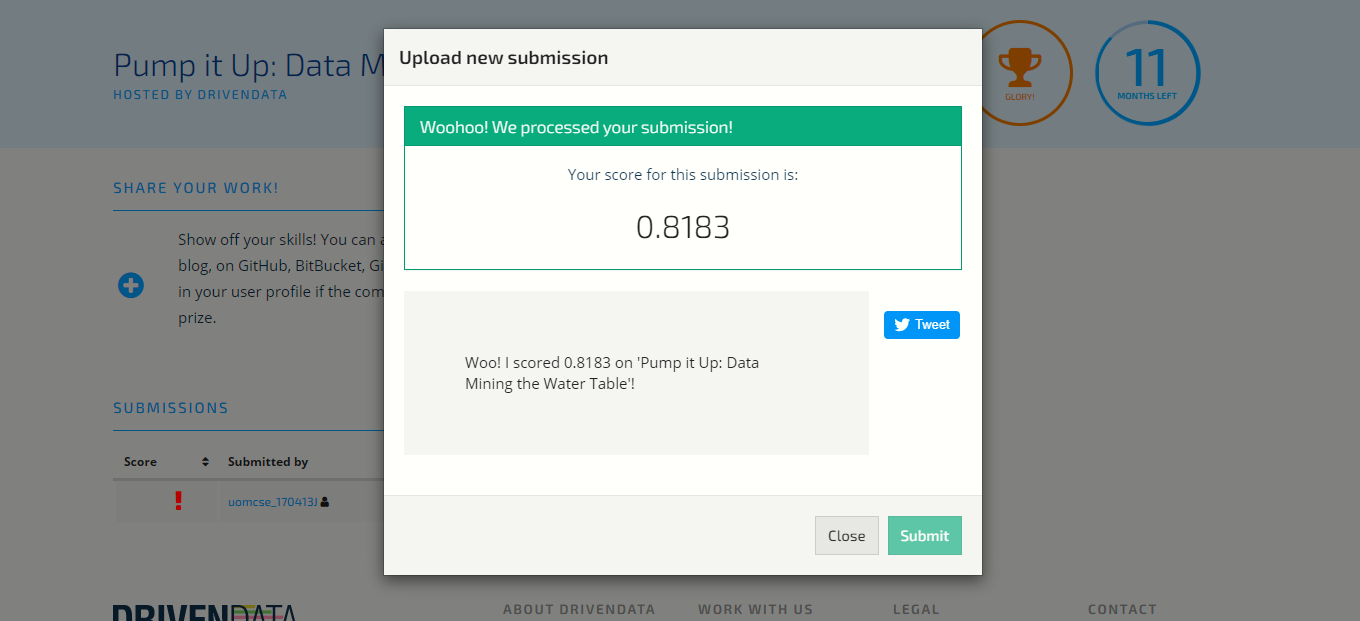 Pump it Up: Data M
HOSTED BY DRIVENDATA
GLORY!
11
MONTHS LEFT
Upload new submission
Woohoo! We processed your submission!
Your score for this submission is:
0.8183
Woo! I scored 0.8183 on 'Pump it Up: Data
Mining the Water Table'!
Tweet
Close
Submit
SHARE YOUR WORK!
Show off your skills! You can a
blog, on GitHub, BitBucket, Gi
in your user profile if the com
prize.
SUBMISSIONS
Score
Submitted by
!
uomcse_170413J
DRIVENDATA
ABOUT DRIVENDATA
WORK WITH US
LEGAL
CONTACT